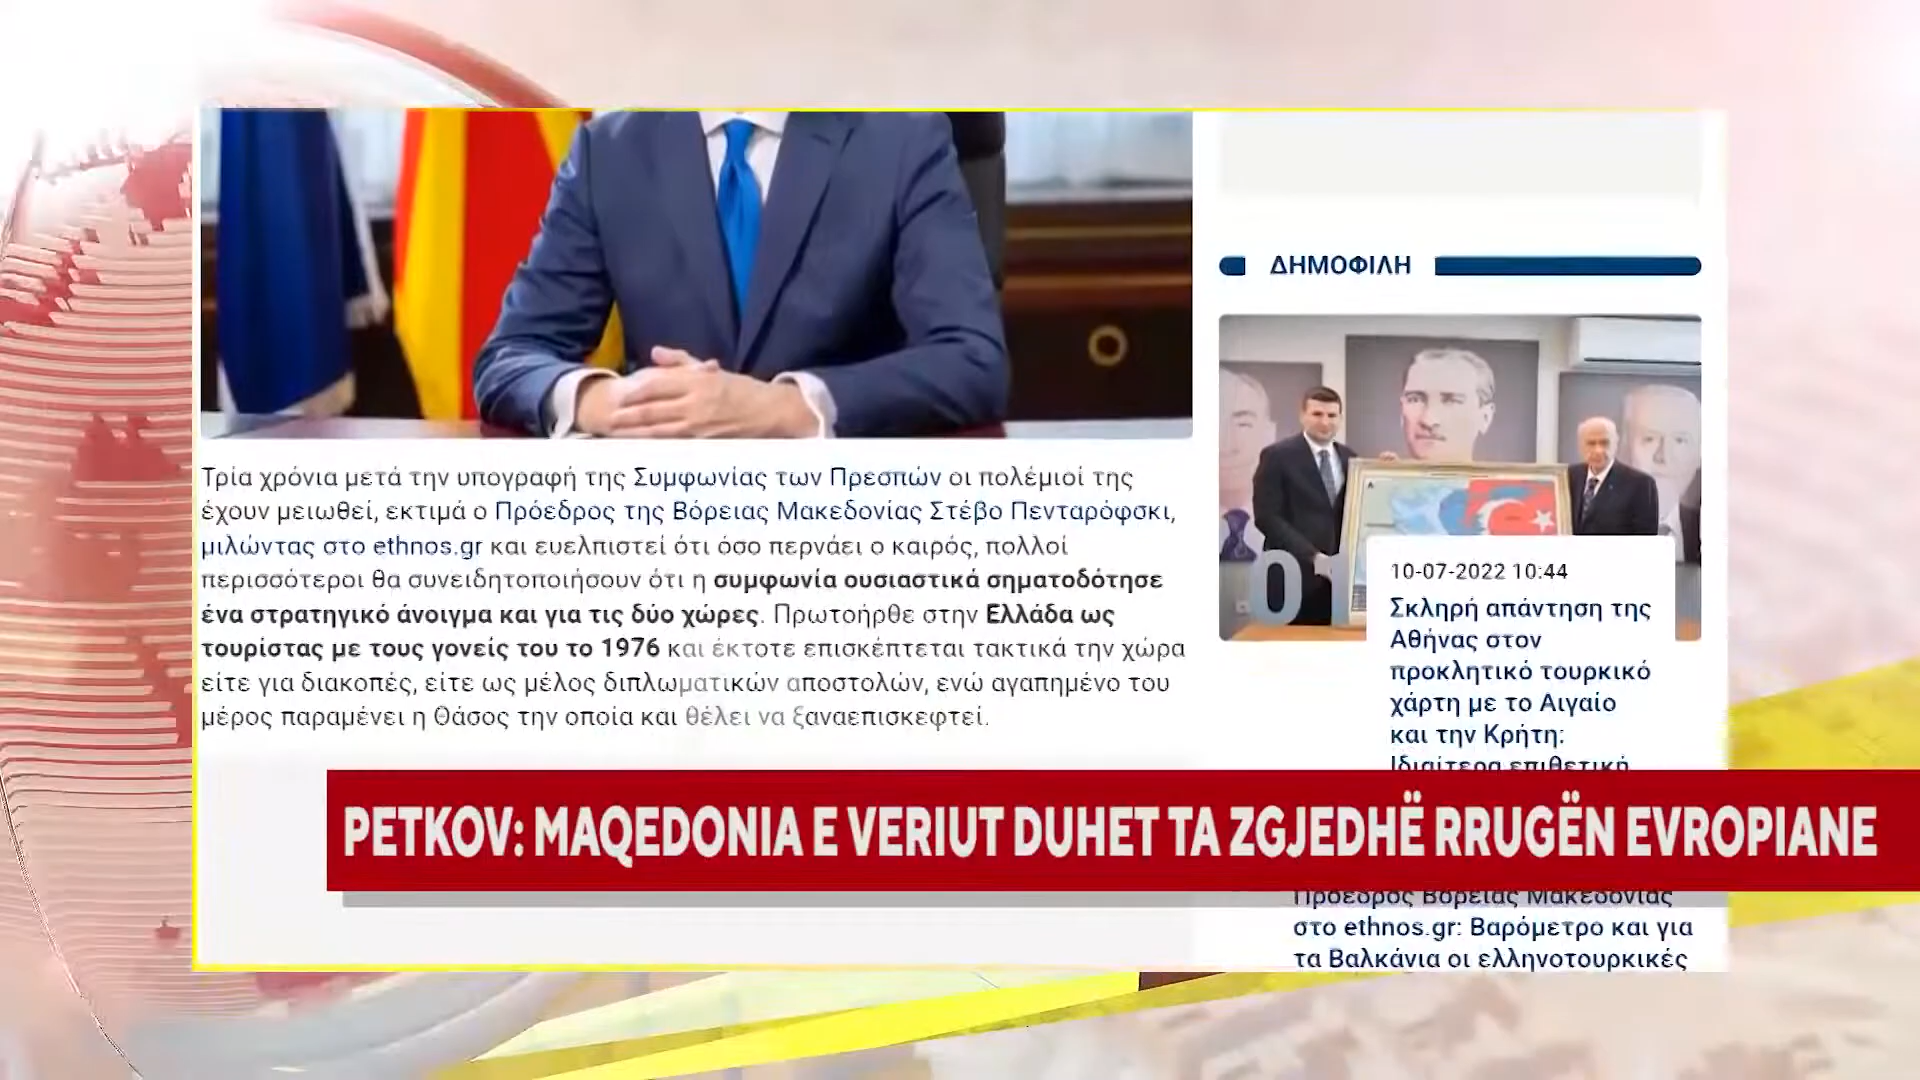 Τρία χρόνια μετά την υπογραφή της Συμφωνίας των Πρεσπών οι πολέμιοί της
έχουν μειωθεί, εκτιμά ο Πρόεδρος της Βόρειας Μακεδονίας Στέβο Πενταρόφσκι,
μιλώντας στο ethnos.gr και ευελπιστεί ότι όσο περνάει ο καιρός, πολλοί
περισσότεροι θα συνειδητοποιήσουν ότι η συμφωνία ουσιαστικά σηματοδότησε
ένα στρατηγικό άνοιγμα και για τις δύο χώρες. Πρωτοήρθε στην Ελλάδα ως
τουρίστας με τους γονείς του το 1976 και έκτοτε επισκέπτεται τακτικά την χώρα
είτε για διακοπές, είτε ως μέλος διπλωματικών αποστολών, ενώ αγαπημένο του
μέρος παραμένει η Θάσος την οποία και θέλει να ξαναεπισκεφτεί.
ΔΗΜΟΦΙΛΗ
01
10-07-2022 10:44
Σκληρή απάντηση της
Αθήνας στον
προκλητικό τουρκικό
χάρτη με το Αιγαίο
και την Κρήτη:
Ιδιαίτερα επιθετική
PETKOV: MAQEDONIA E VERIUT DUHET TA ZGJEDHË RRUGËN EVROPIANE
Πρόεδρος Βόρειας Μακεδονίας
στο ethnos.gr: Βαρόμετρο και για
τα Βαλκάνια οι ελληνοτουρκικές